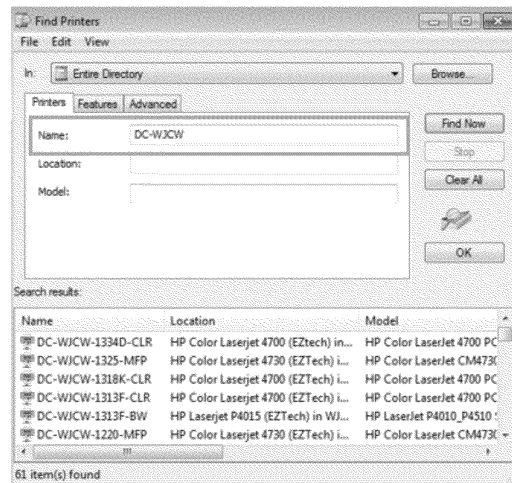 Find Printers
File Edit View
In: Entire Directory Browse...
Printers Features Advanced
Name: DC-WJCW
Find Now
Location:
Stop
Model:
Clear All
OK
Search results:
Name Location Model
DC-WJCW-1334D-CLR HP Color Laserjet 4700 (EZtech) in... HP Color LaserJet 4700 PC
DC-WJCW-1325-MFP HP Color Laserjet 4730 (EZTech) i... HP Color LaserJet CM473(
DC-WJCW-1318K-CLR HP Color Laserjet 4700 (EZTech) i... HP Color LaserJet 4700 PC
DC-WJCW-1313F-CLR HP Color Laserjet 4700 (EZTech) i... HP Color LaserJet 4700 PC
DC-WJCW-1313F-BW HP Laserjet P4015 (EZTech) in WJ... HP LaserJet P4010_P4510
DC-WJCW-1220-MFP HP Color Laserjet 4730 (EZTech) i... HP Color LaserJet CM473(
61 item(s) found